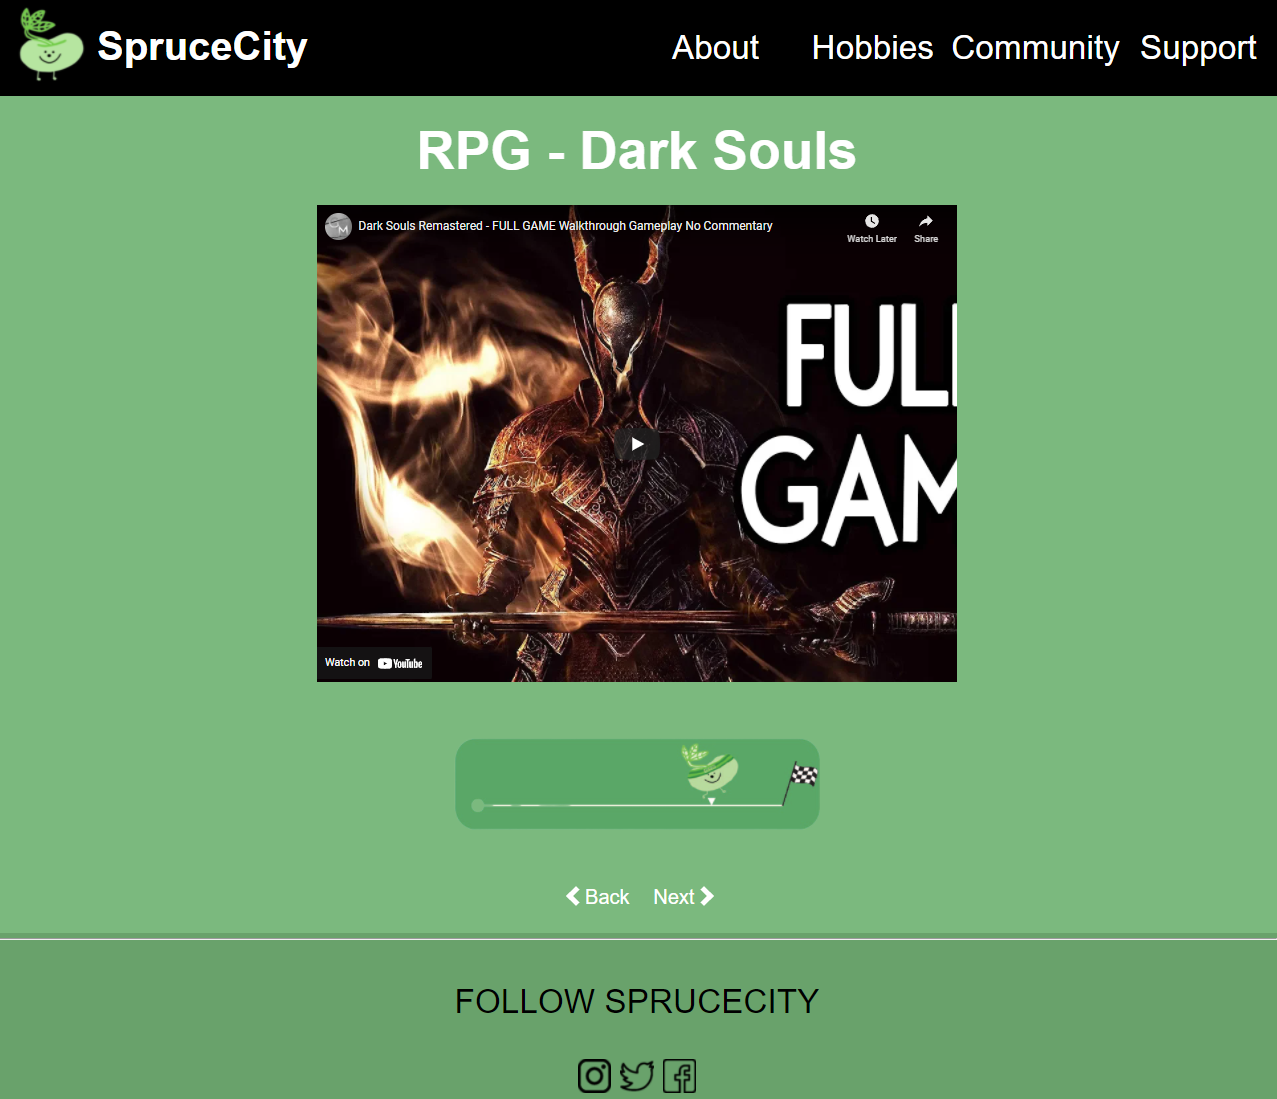 SpruceCity
About Hobbies Community Support
RPG - Dark Souls
Dark Souls Remastered - FULL GAME Walkthrough Gameplay No Commentary
Watch Later Share
FULL
GAM
Watch on YouTube
Back Next
FOLLOW SPRUCECITY